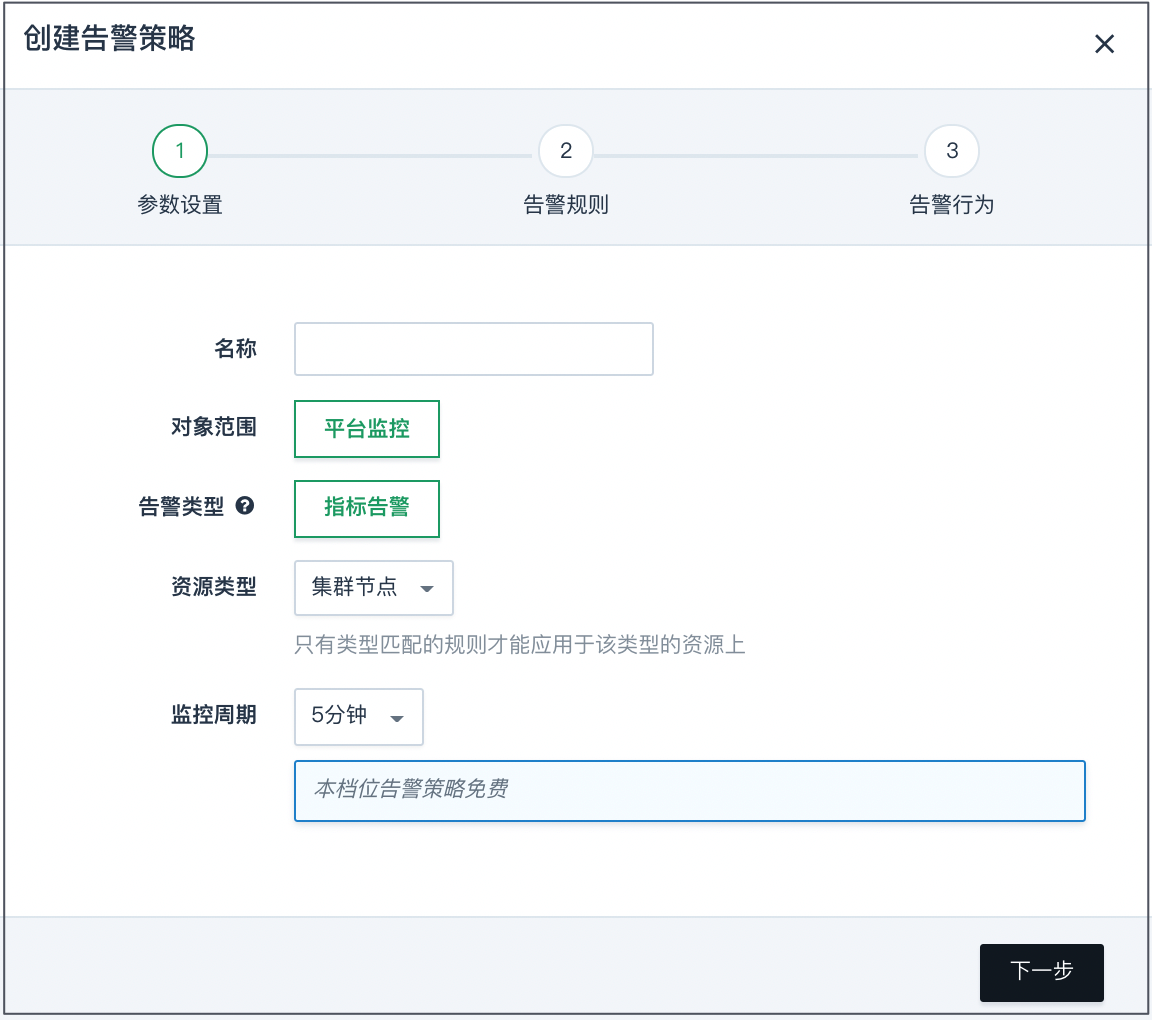 创建告警策略
1
2
3
参数设置
告警规则
告警行为
名称
对象范围
平台监控
告警类型
指标告警
资源类型
集群节点
只有类型匹配的规则才能应用于该类型的资源上
监控周期
5分钟
本档位告警策略免费
下一步